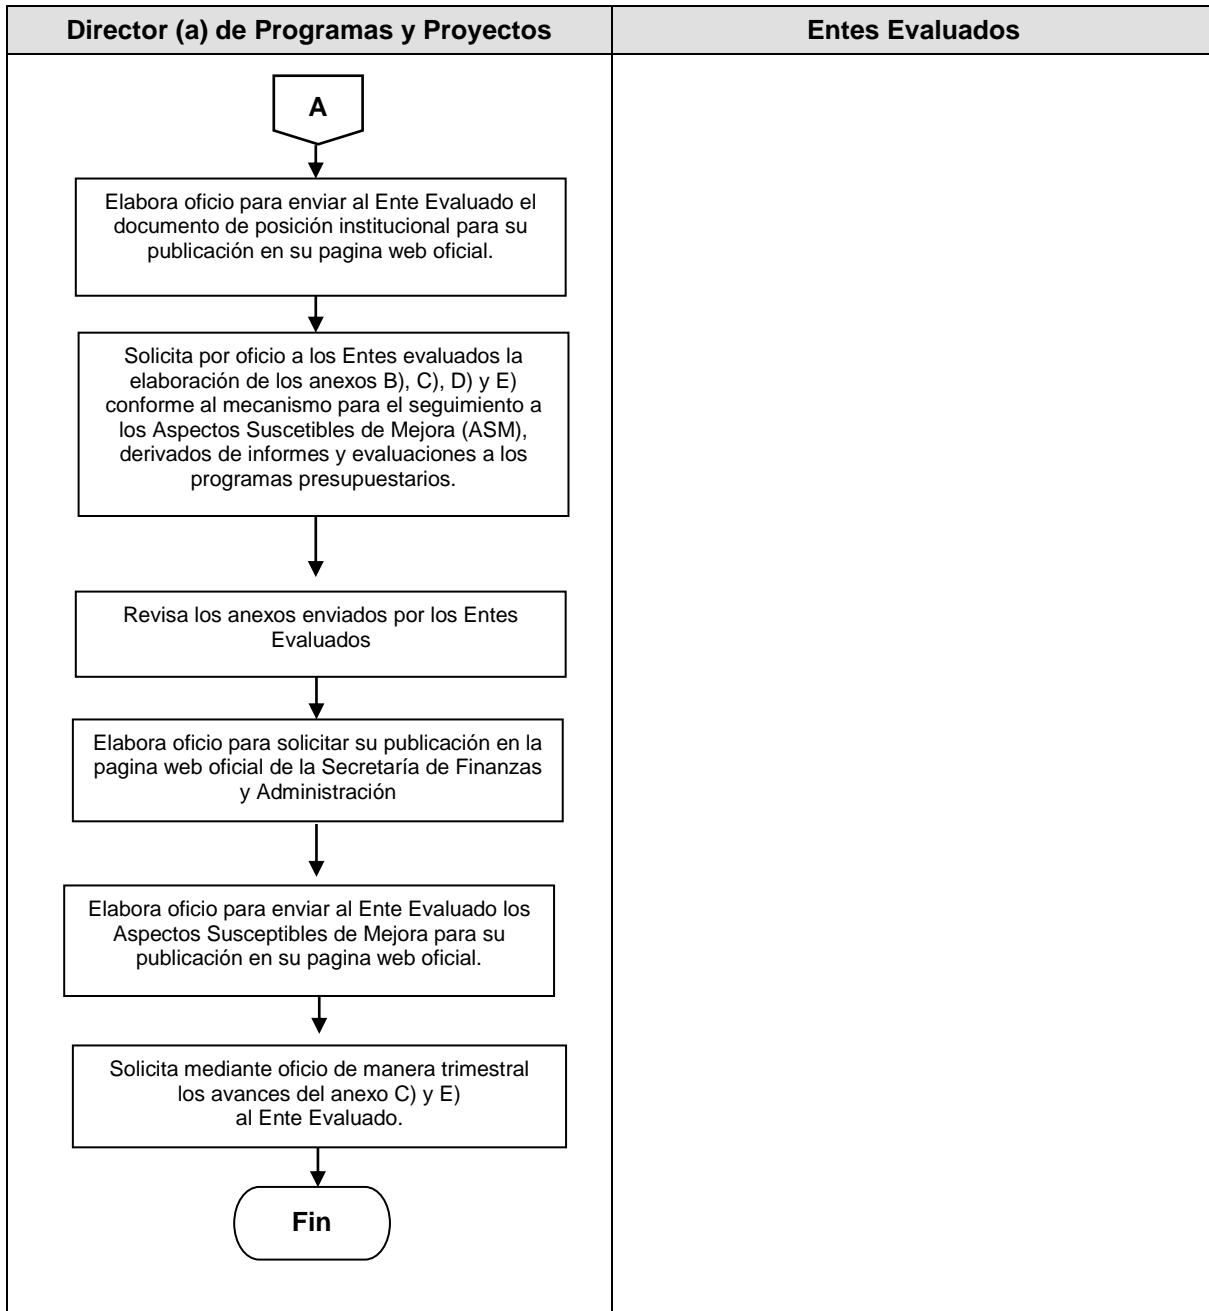 Director (a) de Programas y Proyectos
Entes Evaluados
A
Elabora oficio para enviar al Ente Evaluado el
documento de posición institucional para su
publicación en su pagina web oficial.
Solicita por oficio a los Entes evaluados la
elaboración de los anexos B), C), D) y E)
conforme al mecanismo para el seguimiento a
los Aspectos Suscetibles de Mejora (ASM),
derivados de informes y evaluaciones a los
programas presupuestarios.
Revisa los anexos enviados por los Entes
Evaluados
Elabora oficio para solicitar su publicación en la
pagina web oficial de la Secretaría de Finanzas
y Administración
Elabora oficio para enviar al Ente Evaluado los
Aspectos Susceptibles de Mejora para su
publicación en su pagina web oficial.
Solicita mediante oficio de manera trimestral
los avances del anexo C) y E)
al Ente Evaluado.
Fin